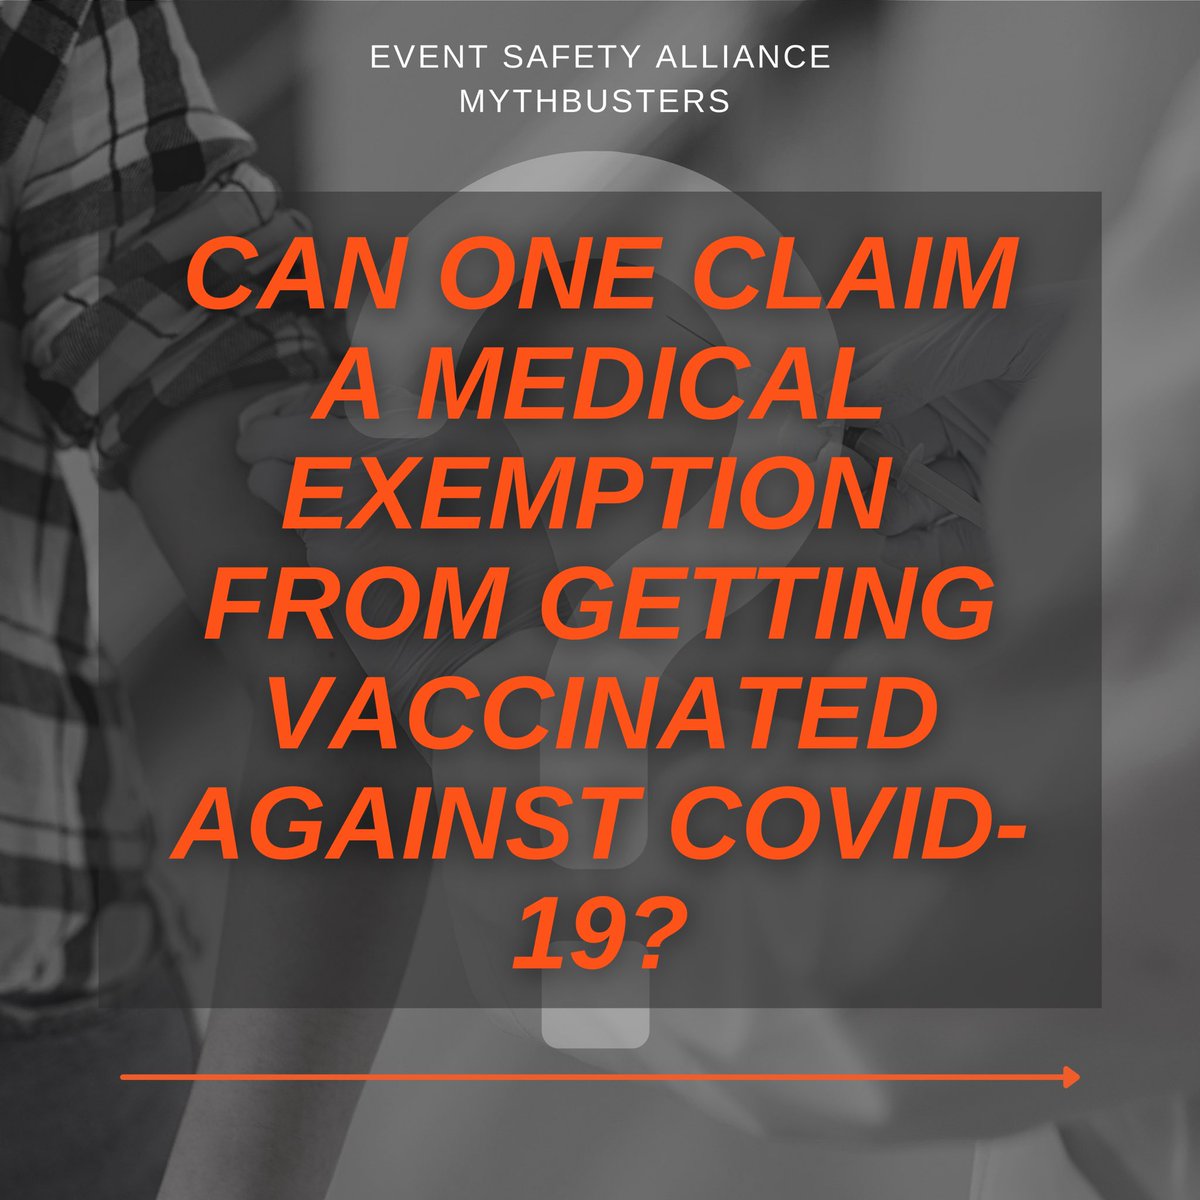 EVENT SAFETY ALLIANCE
MYTHBUSTERS
CAN ONE CLAIM
A MEDICAL
EXEMPTION
FROM GETTING
VACCINATED
AGAINST COVID-
19?